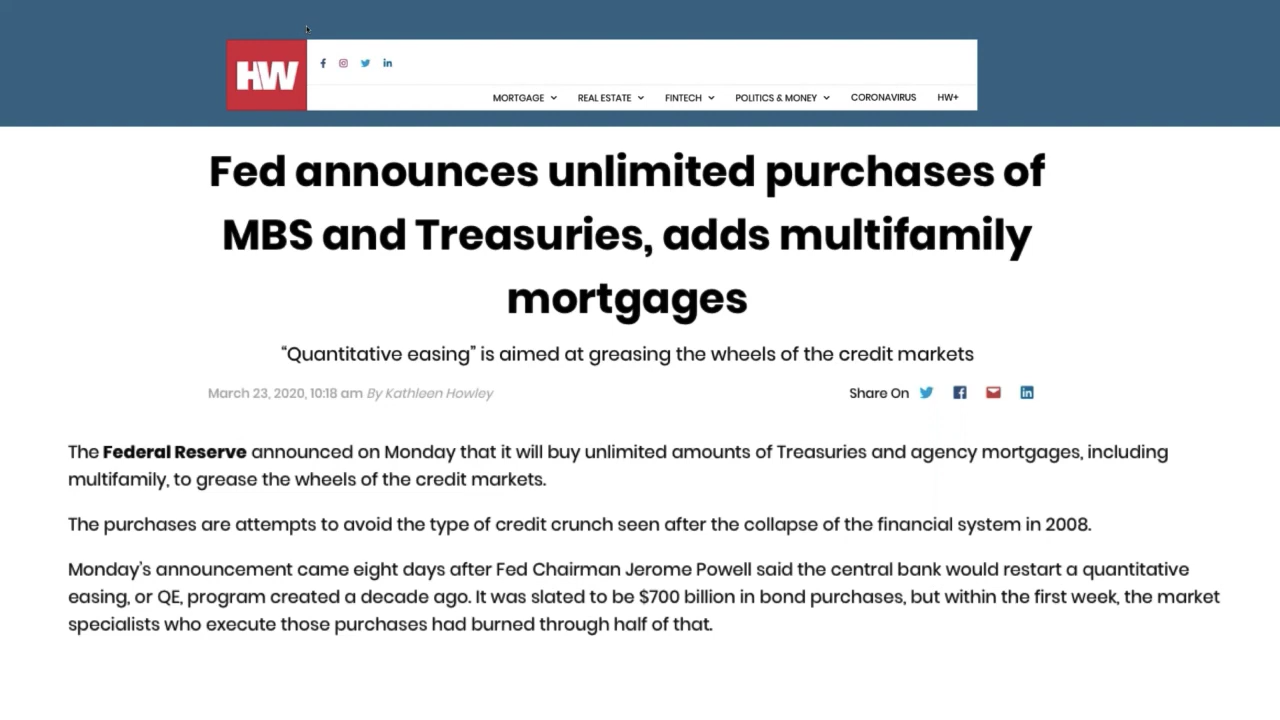 HW
MORTGAGE REAL ESTATE FINTECH POLITICS & MONEY CORONAVIRUS HW+
Fed announces unlimited purchases of
MBS and Treasuries, adds multifamily
mortgages
“Quantitative easing” is aimed at greasing the wheels of the credit markets
March 23, 2020, 10:18 am By Kathleen Howley
Share On
The Federal Reserve announced on Monday that it will buy unlimited amounts of Treasuries and agency mortgages, including
multifamily, to grease the wheels of the credit markets.
The purchases are attempts to avoid the type of credit crunch seen after the collapse of the financial system in 2008.
Monday’s announcement came eight days after Fed Chairman Jerome Powell said the central bank would restart a quantitative
easing, or QE, program created a decade ago. It was slated to be $700 billion in bond purchases, but within the first week, the market
specialists who execute those purchases had burned through half of that.